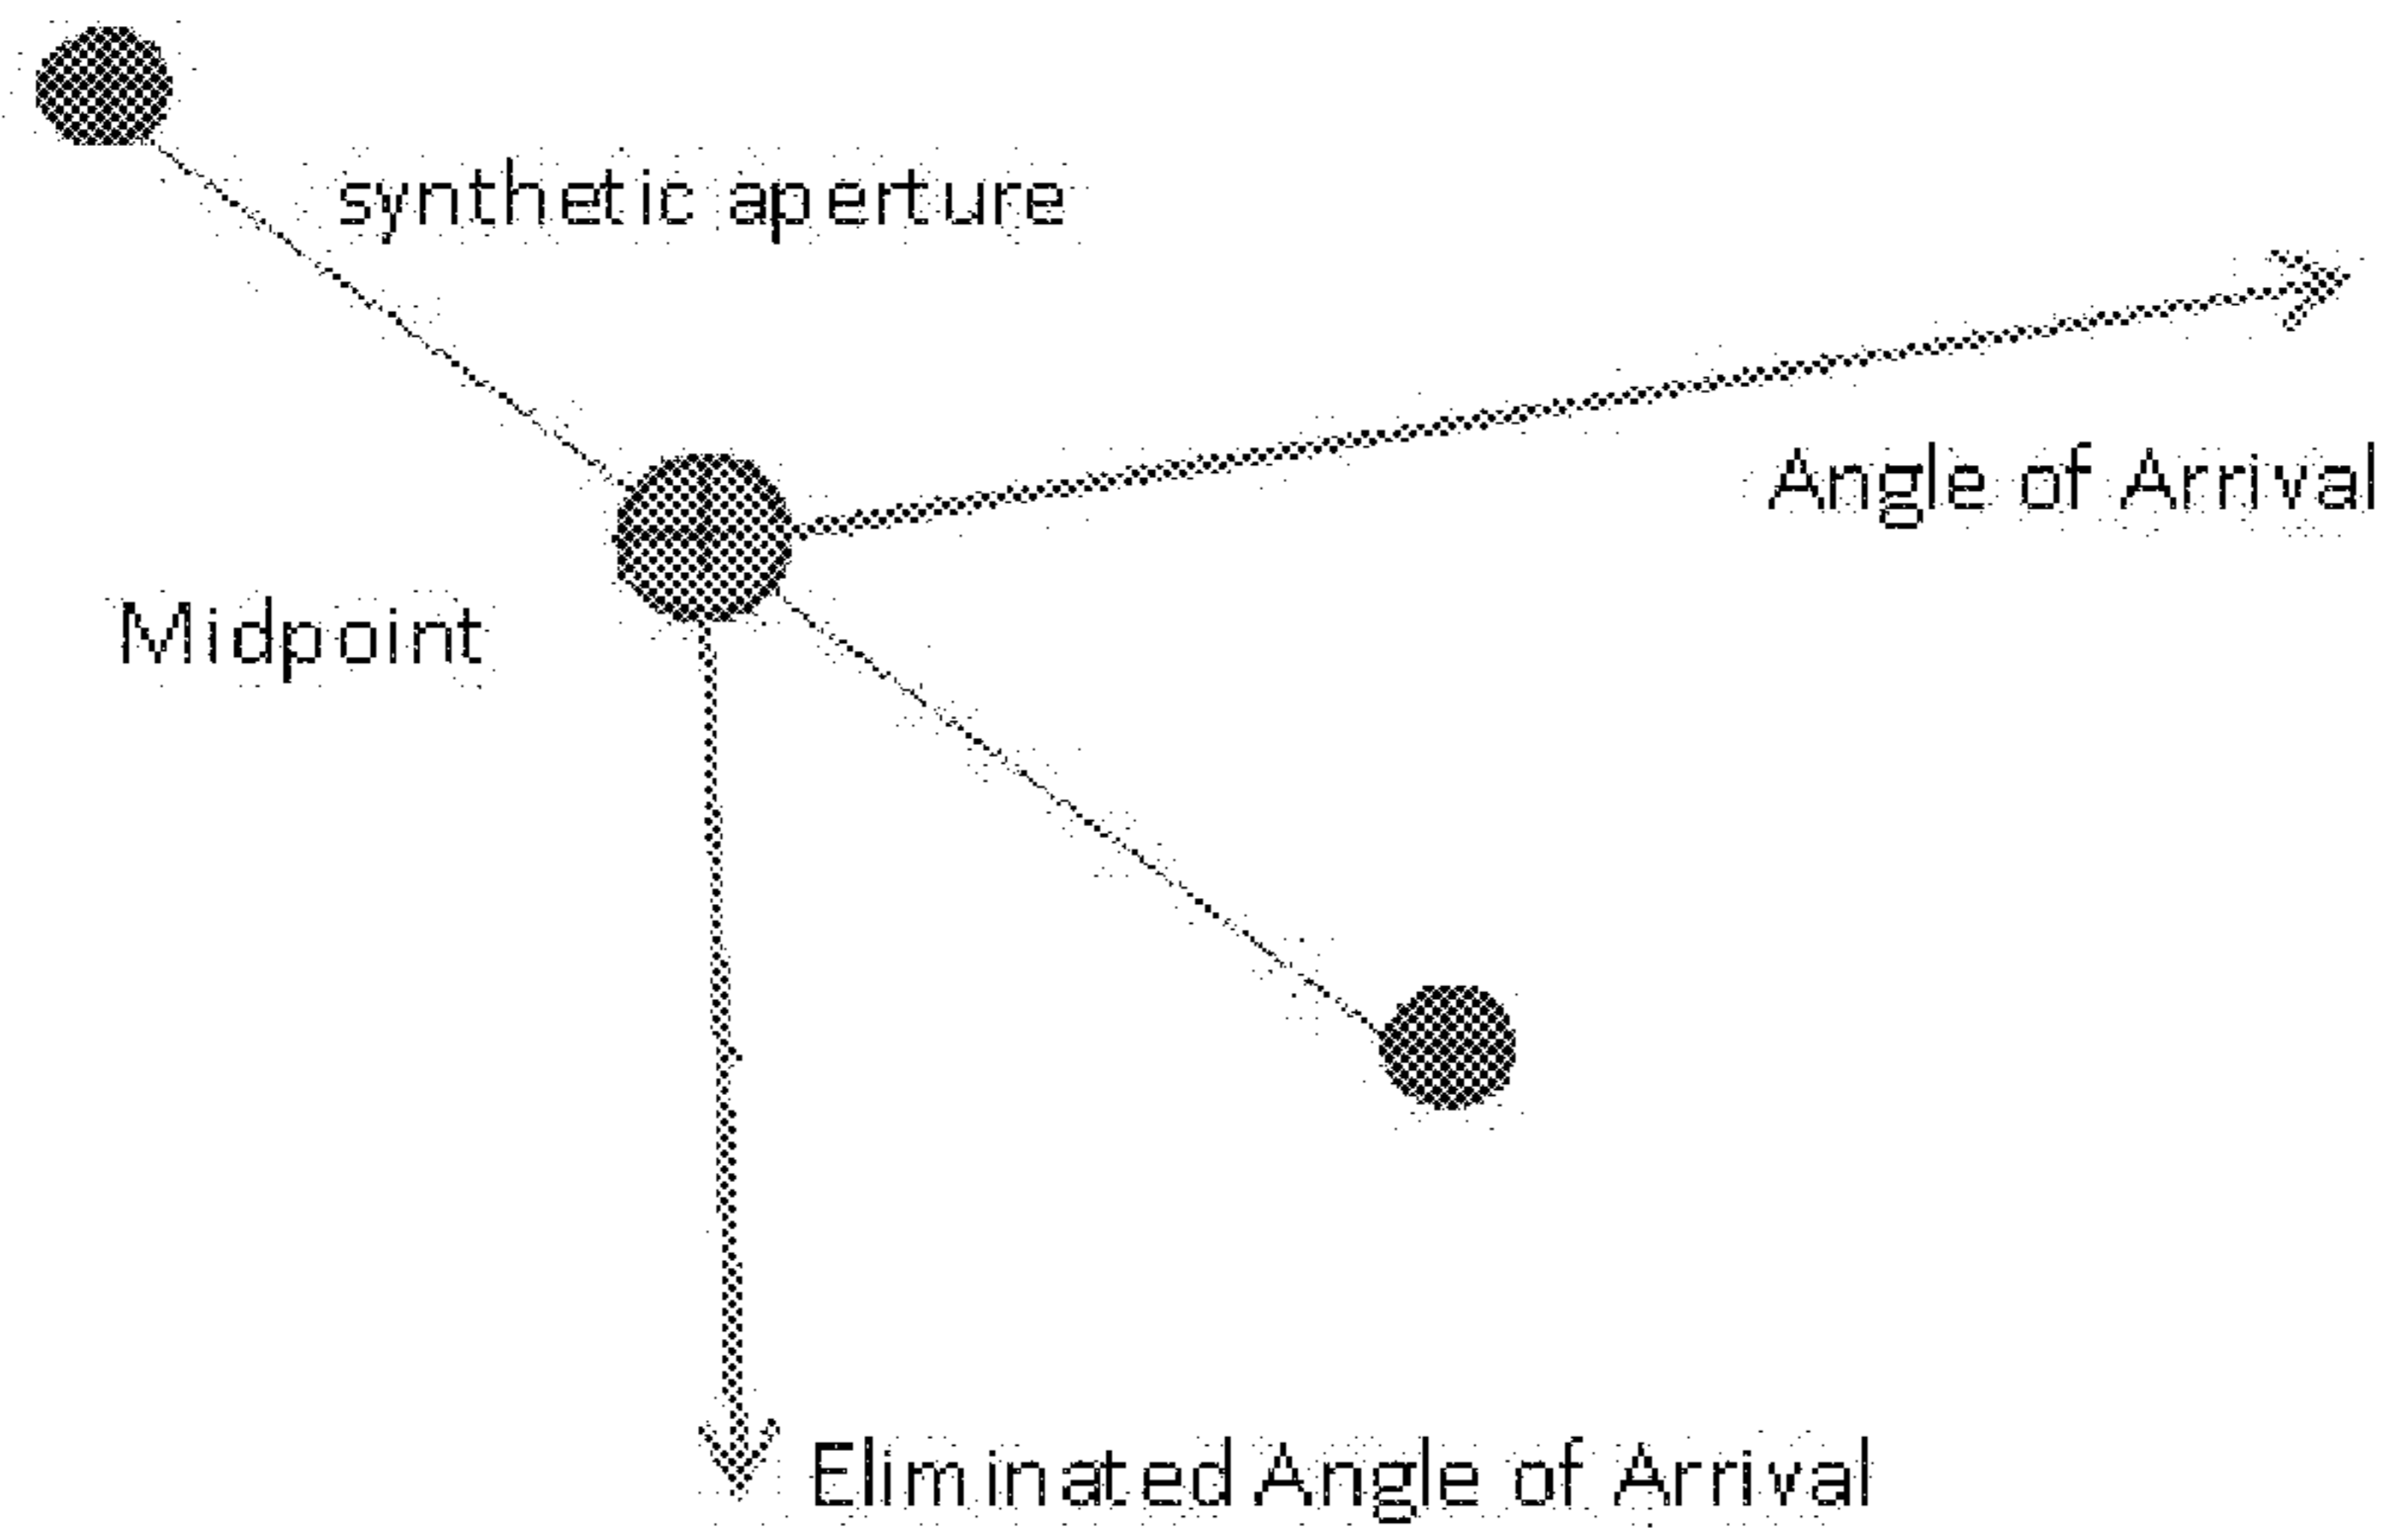 synthetic aperture
Angle of Arrival
Midpoint
Eliminated Angle of Arrival